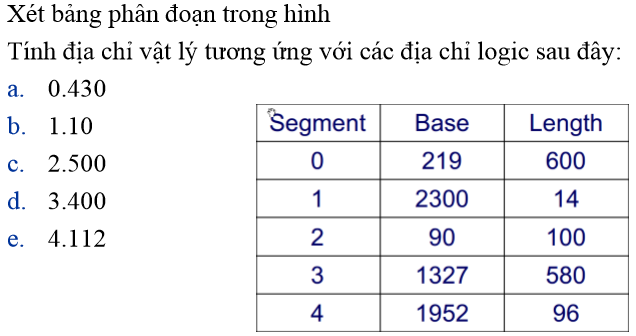 Xét bảng phân đoạn trong hình
Tính địa chỉ vật lý tương ứng với các địa chỉ logic sau đây:
a. 0.430
b. 1.10
c. 2.500
d. 3.400
e. 4.112
Segment Base Length
0 219 600
1 2300 14
2 90 100
3 1327 580
4 1952 96